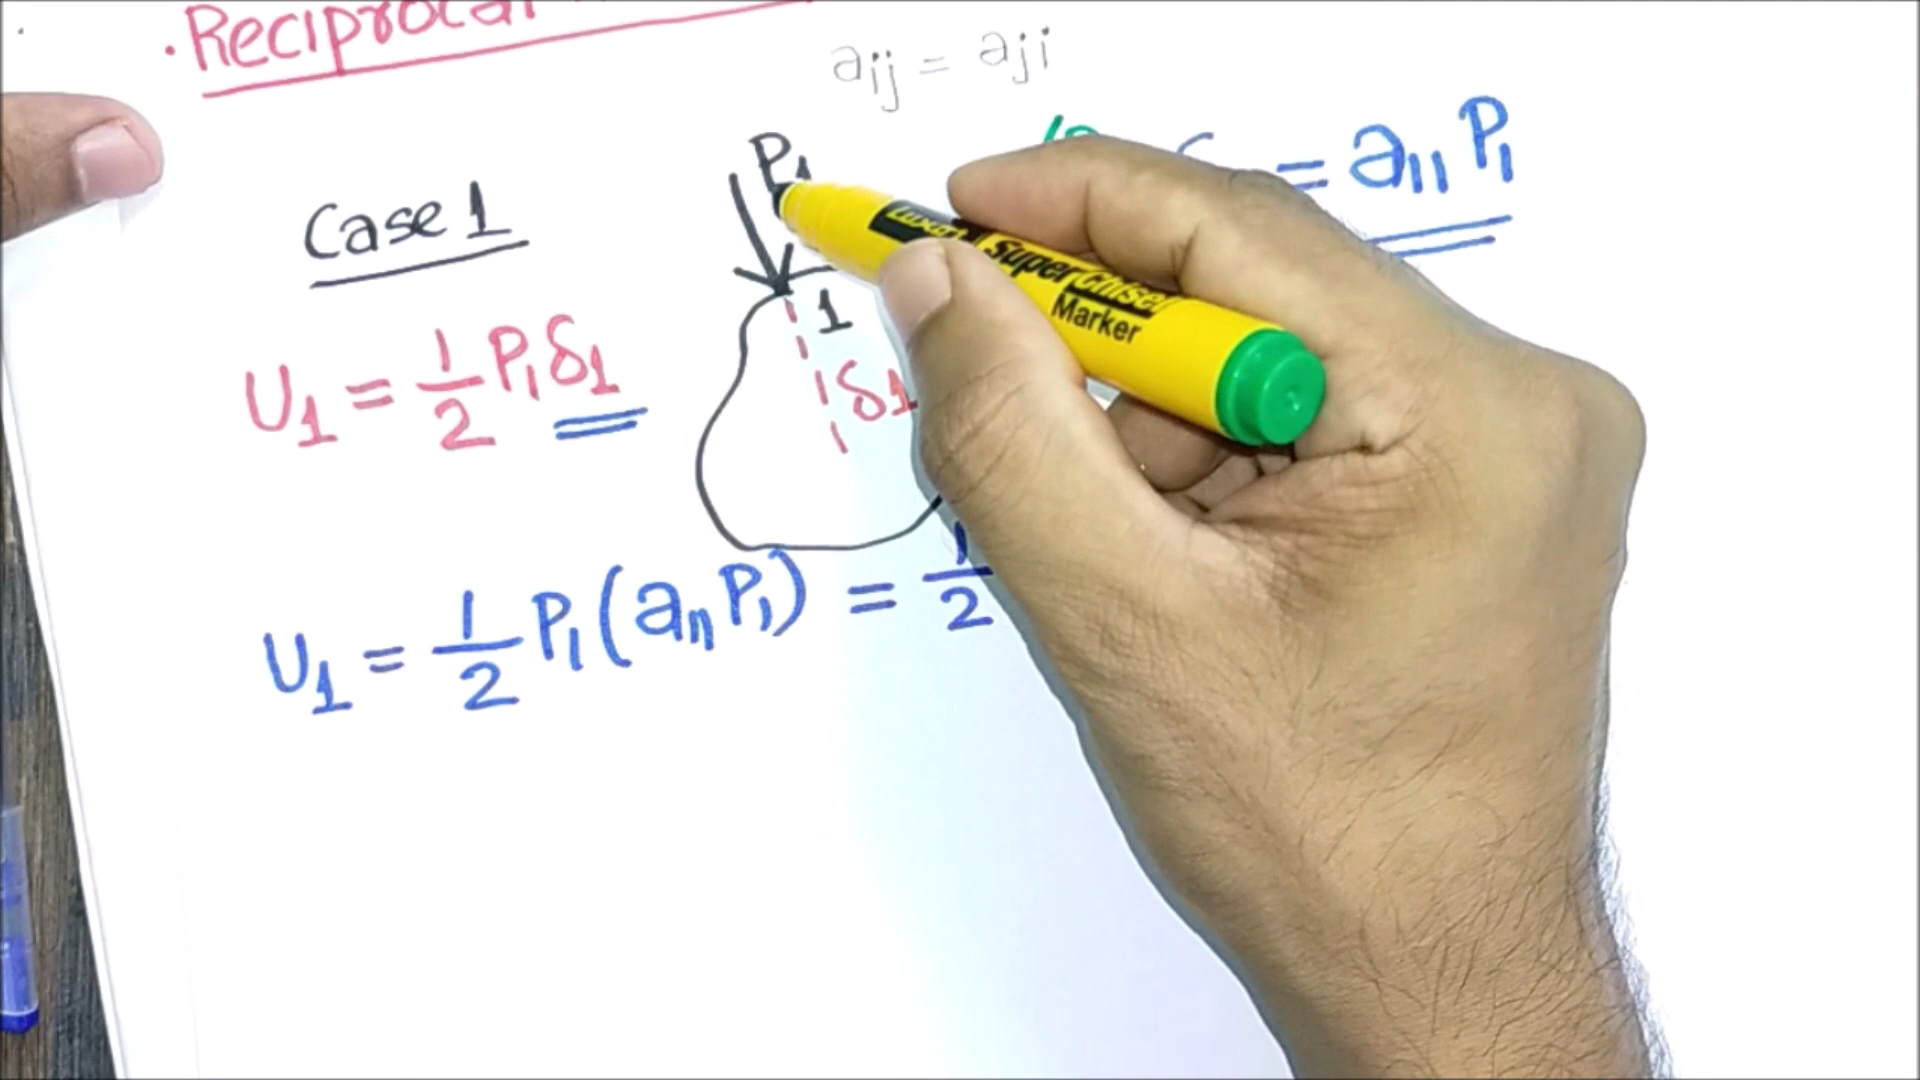 Reciprocal
aij = aji
P1
= a11 P1
Case 1
1
U1 = 1/2 P1 δ1
δ1
Luxor Super Chisel Marker
U1 = 1/2 P1 (a11 P1) = 1/2